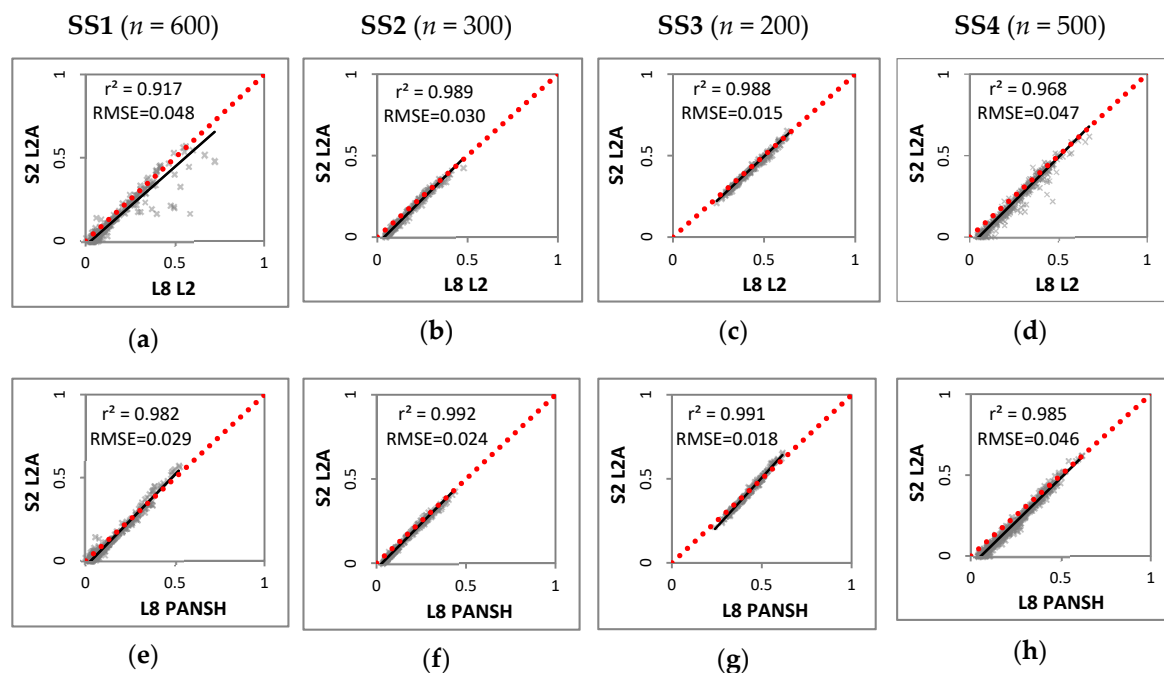 SS1 (n = 600)
SS2 (n = 300)
SS3 (n = 200)
SS4 (n = 500)
S2 L2A
1
0.5
0
r² = 0.917
RMSE=0.048
0 0.5 1
L8 L2
(a)
S2 L2A
1
0.5
0
r² = 0.989
RMSE=0.030
0 0.5 1
L8 L2
(b)
S2 L2A
1
0.5
0
r² = 0.988
RMSE=0.015
0 0.5 1
L8 L2
(c)
S2 L2A
1
0.5
0
r² = 0.968
RMSE=0.047
0 0.5 1
L8 L2
(d)
S2 L2A
1
0.5
0
r² = 0.982
RMSE=0.029
0 0.5 1
L8 PANSH
(e)
S2 L2A
1
0.5
0
r² = 0.992
RMSE=0.024
0 0.5 1
L8 PANSH
(f)
S2 L2A
1
0.5
0
r² = 0.991
RMSE=0.018
0 0.5 1
L8 PANSH
(g)
S2 L2A
1
0.5
0
r² = 0.985
RMSE=0.046
0 0.5 1
L8 PANSH
(h)